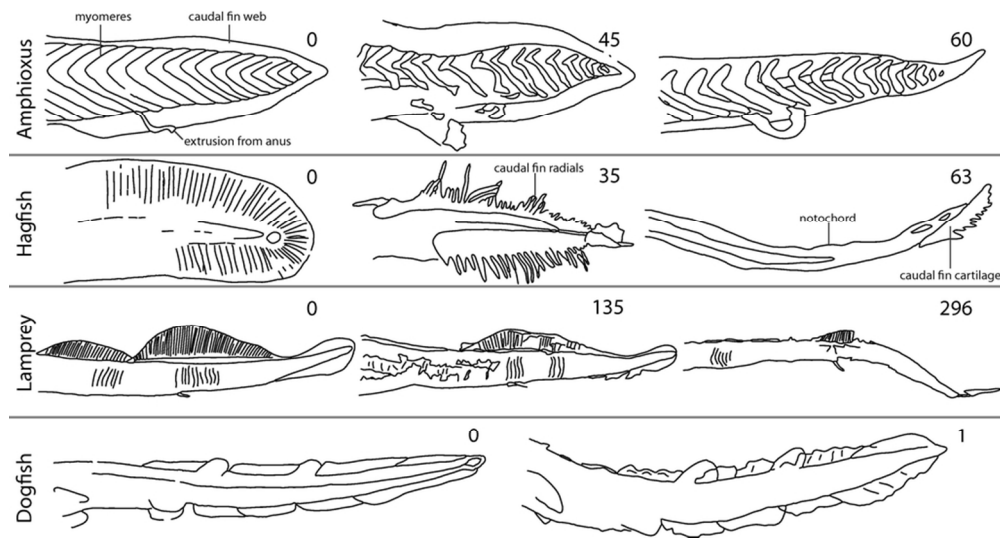 Amphioxus
myomeres
caudal fin web
0
extrusion from anus
45
60
Hagfish
0
caudal fin radials
35
63
notochord
caudal fin cartilage
Lamprey
0
135
296
Dogfish
0
1